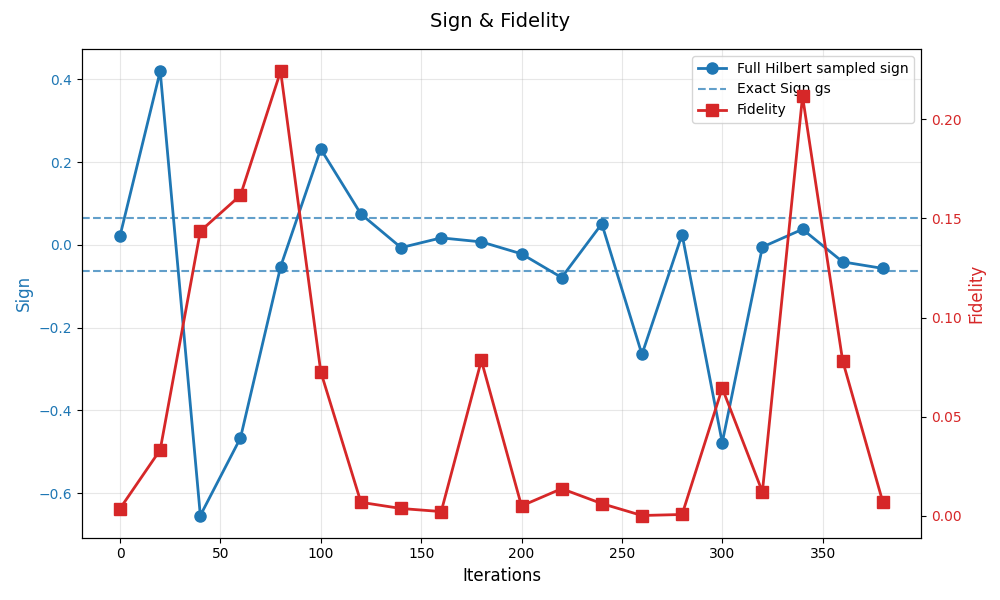 Sign & Fidelity
Full Hilbert sampled sign
Exact Sign gs
Fidelity
0.4
0.2
0.0
−0.2
−0.4
−0.6
Sign
0.20
0.15
0.10
0.05
0.00
Fidelity
0
50
100
150
200
250
300
350
Iterations